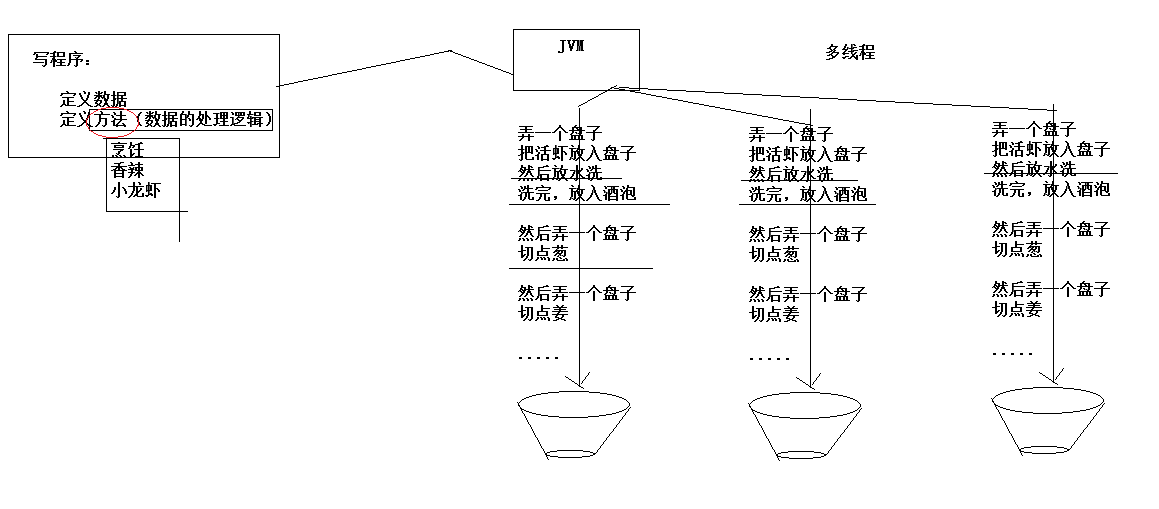 写程序：
定义数据
定义方法（数据的处理逻辑）
烹饪
香辣
小龙虾
JVM
多线程
弄一个盘子
把活虾放入盘子
然后放水洗
洗完，放入酒泡
然后弄一个盘子
切点葱
然后弄一个盘子
切点姜
.....
弄一个盘子
把活虾放入盘子
然后放水洗
洗完，放入酒泡
然后弄一个盘子
切点葱
然后弄一个盘子
切点姜
.....
弄一个盘子
把活虾放入盘子
然后放水洗
洗完，放入酒泡
然后弄一个盘子
切点葱
然后弄一个盘子
切点姜
.....